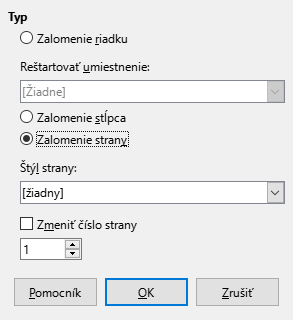 Typ
Zalomenie riadku
Reštartovať umiestnenie:
[Žiadne]
Zalomenie stĺpca
Zalomenie strany
Štýl strany:
[žiadny]
Zmeniť číslo strany
1
Pomocník OK Zrušiť